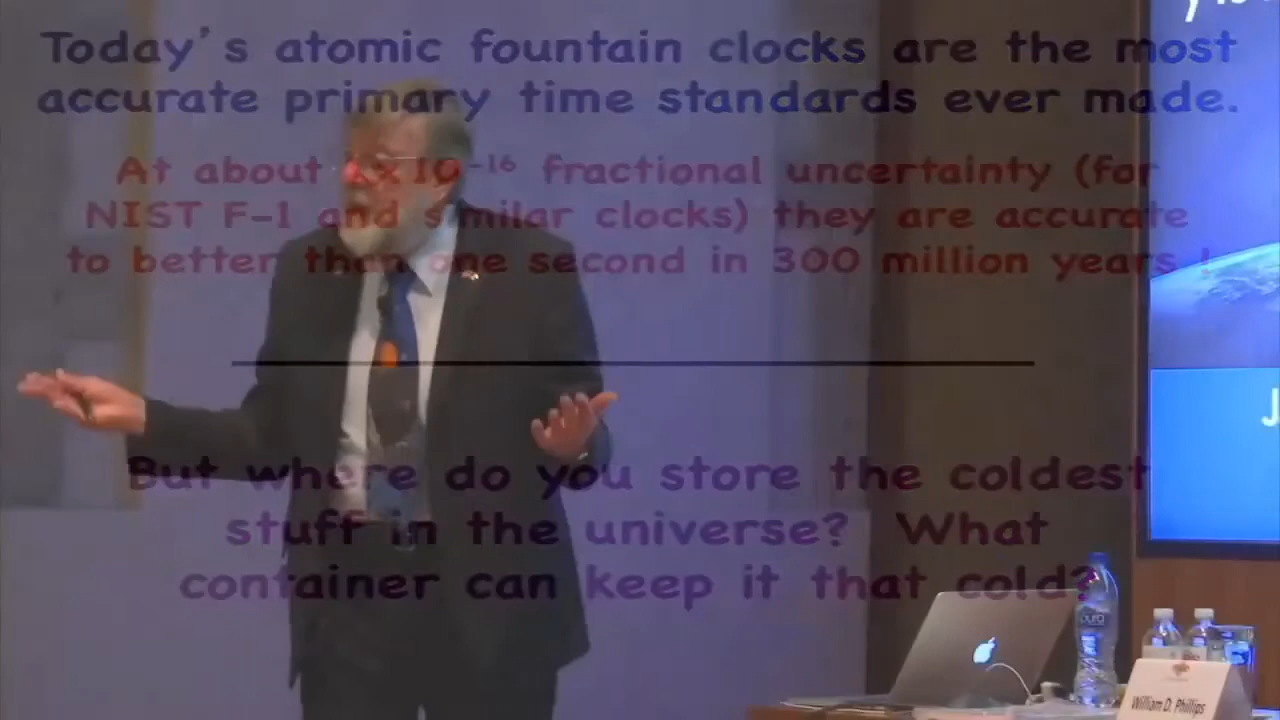 Today's atomic fountain clocks are the most
accurate primary time standards ever made.
At about x 10⁻¹⁶ fractional uncertainty (for
NIST F-1 and similar clocks) they are accurate
to better than one second in 300 million years !
But where do you store the coldest
stuff in the universe? What
container can keep it that cold?
J
pura
William D. Phillips